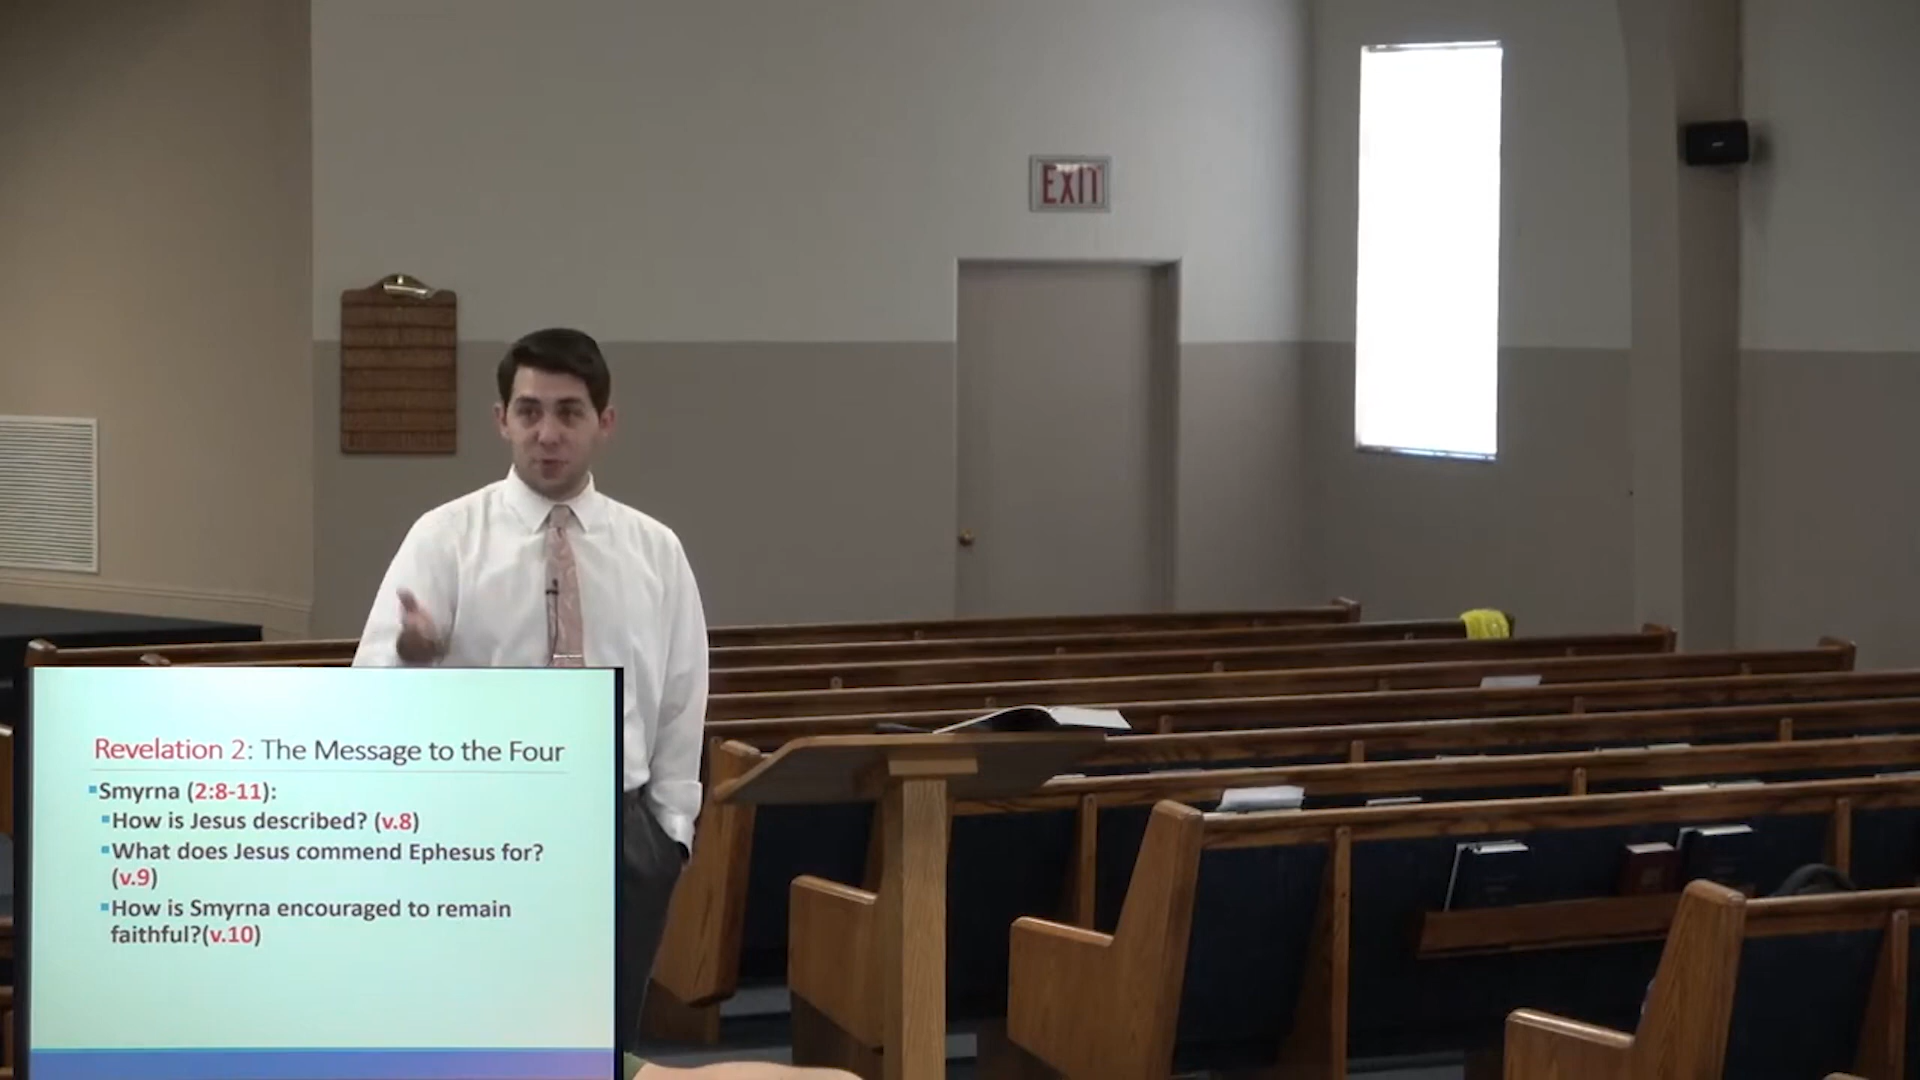 EXIT
Revelation 2: The Message to the Four
▪Smyrna (2:8-11):
▪How is Jesus described? (v.8)
▪What does Jesus commend Ephesus for?
(v.9)
▪How is Smyrna encouraged to remain
faithful?(v.10)